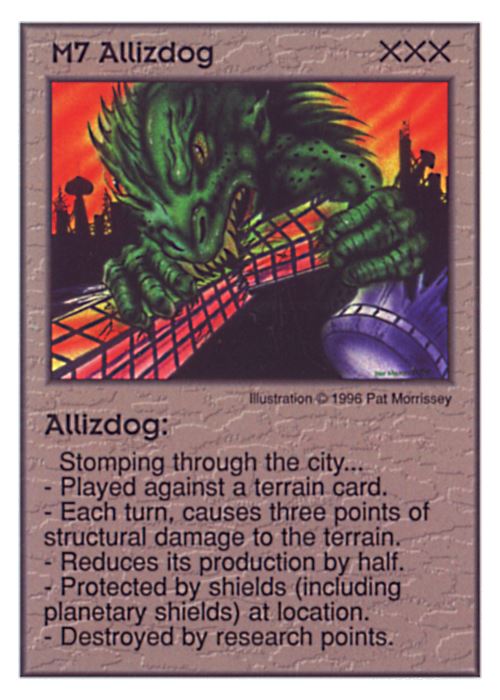 M7 Allizdog XXX
Illustration © 1996 Pat Morrissey
Allizdog:
Stomping through the city...
- Played against a terrain card.
- Each turn, causes three points of
structural damage to the terrain.
- Reduces its production by half.
- Protected by shields (including
planetary shields) at location.
- Destroyed by research points.